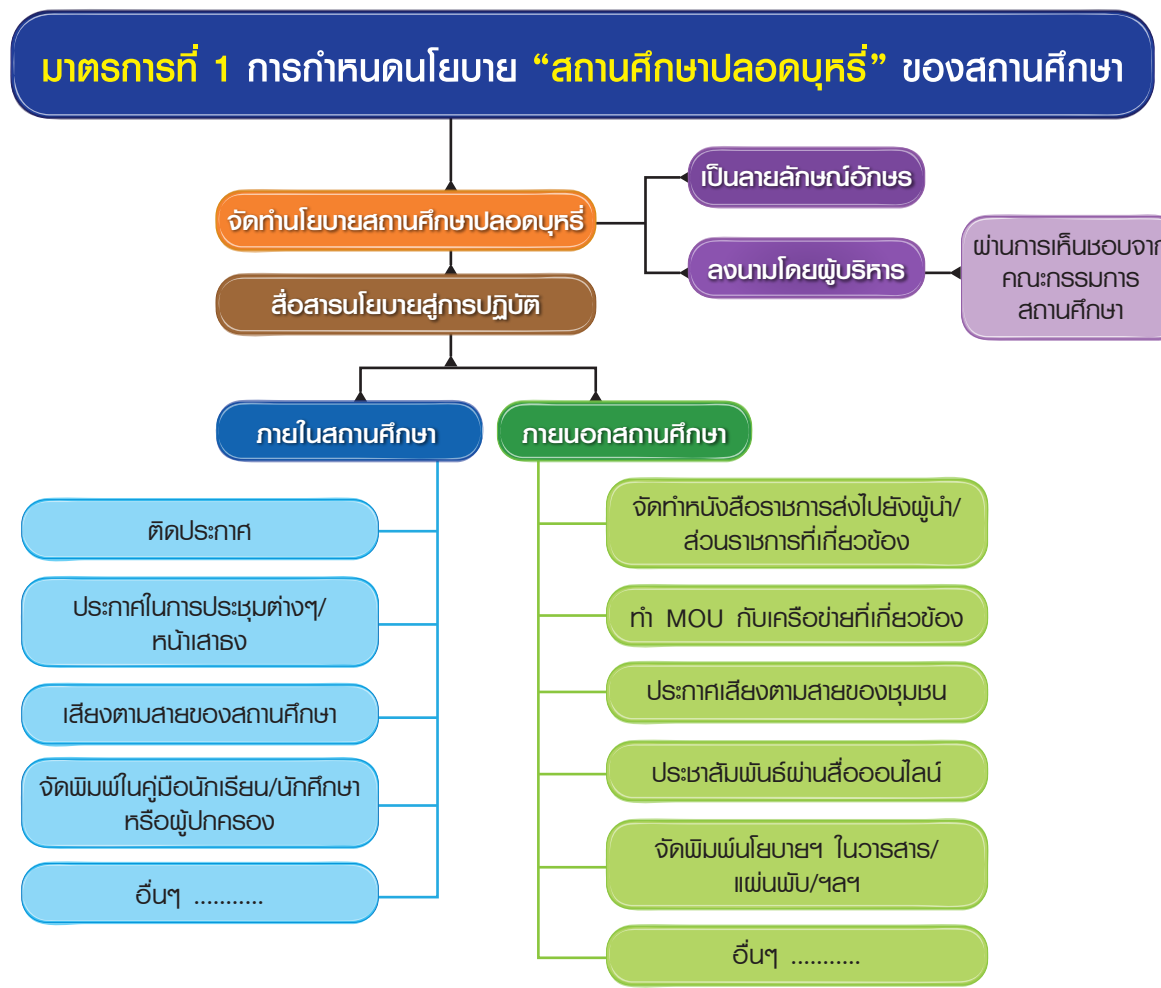 มาตรการที่ 1 การกำหนดนโยบาย “สถานศึกษาปลอดบุหรี่” ของสถานศึกษา
จัดทำนโยบายสถานศึกษาปลอดบุหรี่
เป็นลายลักษณ์อักษร
ลงนามโดยผู้บริหาร
ผ่านการเห็นชอบจาก
คณะกรรมการ
สถานศึกษา
สื่อสารนโยบายสู่การปฏิบัติ
ภายในสถานศึกษา
ติดประกาศ
ประกาศในการประชุมต่างๆ/
หน้าเสาธง
เสียงตามสายของสถานศึกษา
จัดพิมพ์ในคู่มือนักเรียน/นักศึกษา
หรือผู้ปกครอง
อื่นๆ ...........
ภายนอกสถานศึกษา
จัดทำหนังสือราชการส่งไปยังผู้นำ/
ส่วนราชการที่เกี่ยวข้อง
ทำ MOU กับเครือข่ายที่เกี่ยวข้อง
ประกาศเสียงตามสายของชุมชน
ประชาสัมพันธ์ผ่านสื่อออนไลน์
จัดพิมพ์นโยบายฯ ในวารสาร/
แผ่นพับ/ฯลฯ
อื่นๆ ...........